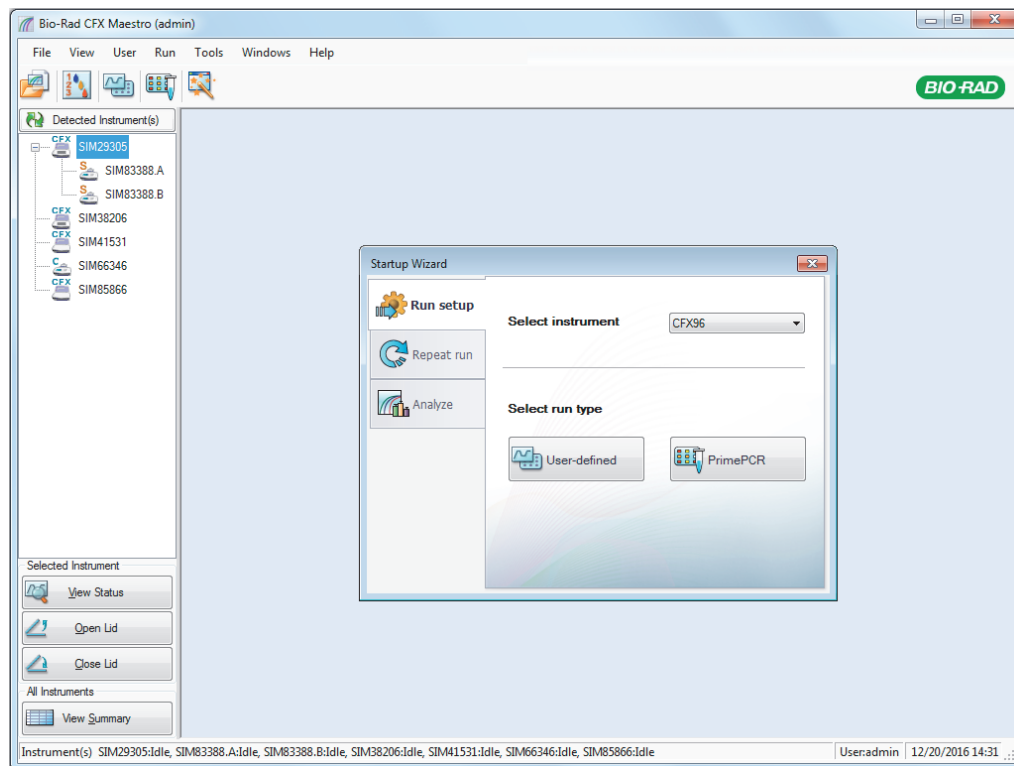 Bio-Rad CFX Maestro (admin)
File View User Run Tools Windows Help
BIO-RAD
Detected Instrument(s)
CFX SIM29305
S SIM83388.A
S SIM83388.B
CFX SIM38206
CFX SIM41531
C SIM66346
CFX SIM85866
Startup Wizard
Run setup
Repeat run
Analyze
Select instrument CFX96
Select run type
User-defined PrimePCR
Selected Instrument
View Status
Open Lid
Close Lid
All Instruments
View Summary
Instrument(s) SIM29305:Idle, SIM83388.A:Idle, SIM83388.B:Idle, SIM38206:Idle, SIM41531:Idle, SIM66346:Idle, SIM85866:Idle User:admin 12/20/2016 14:31